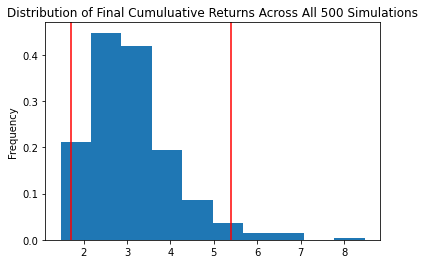 Distribution of Final Cumuluative Returns Across All 500 Simulations
0.4
0.3
0.2
0.1
0.0
Frequency
2 3 4 5 6 7 8